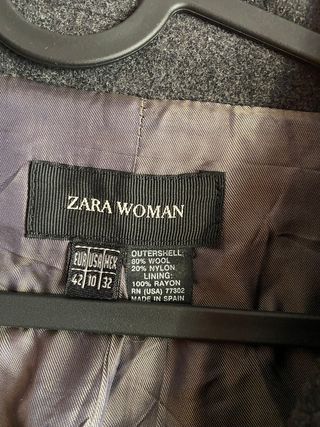 ZARA WOMAN
EUR USA MEX
42 10 32
OUTERSHELL:
80% WOOL
20% NYLON.
LINING:
100% RAYON
RN (USA) 77302
MADE IN SPAIN